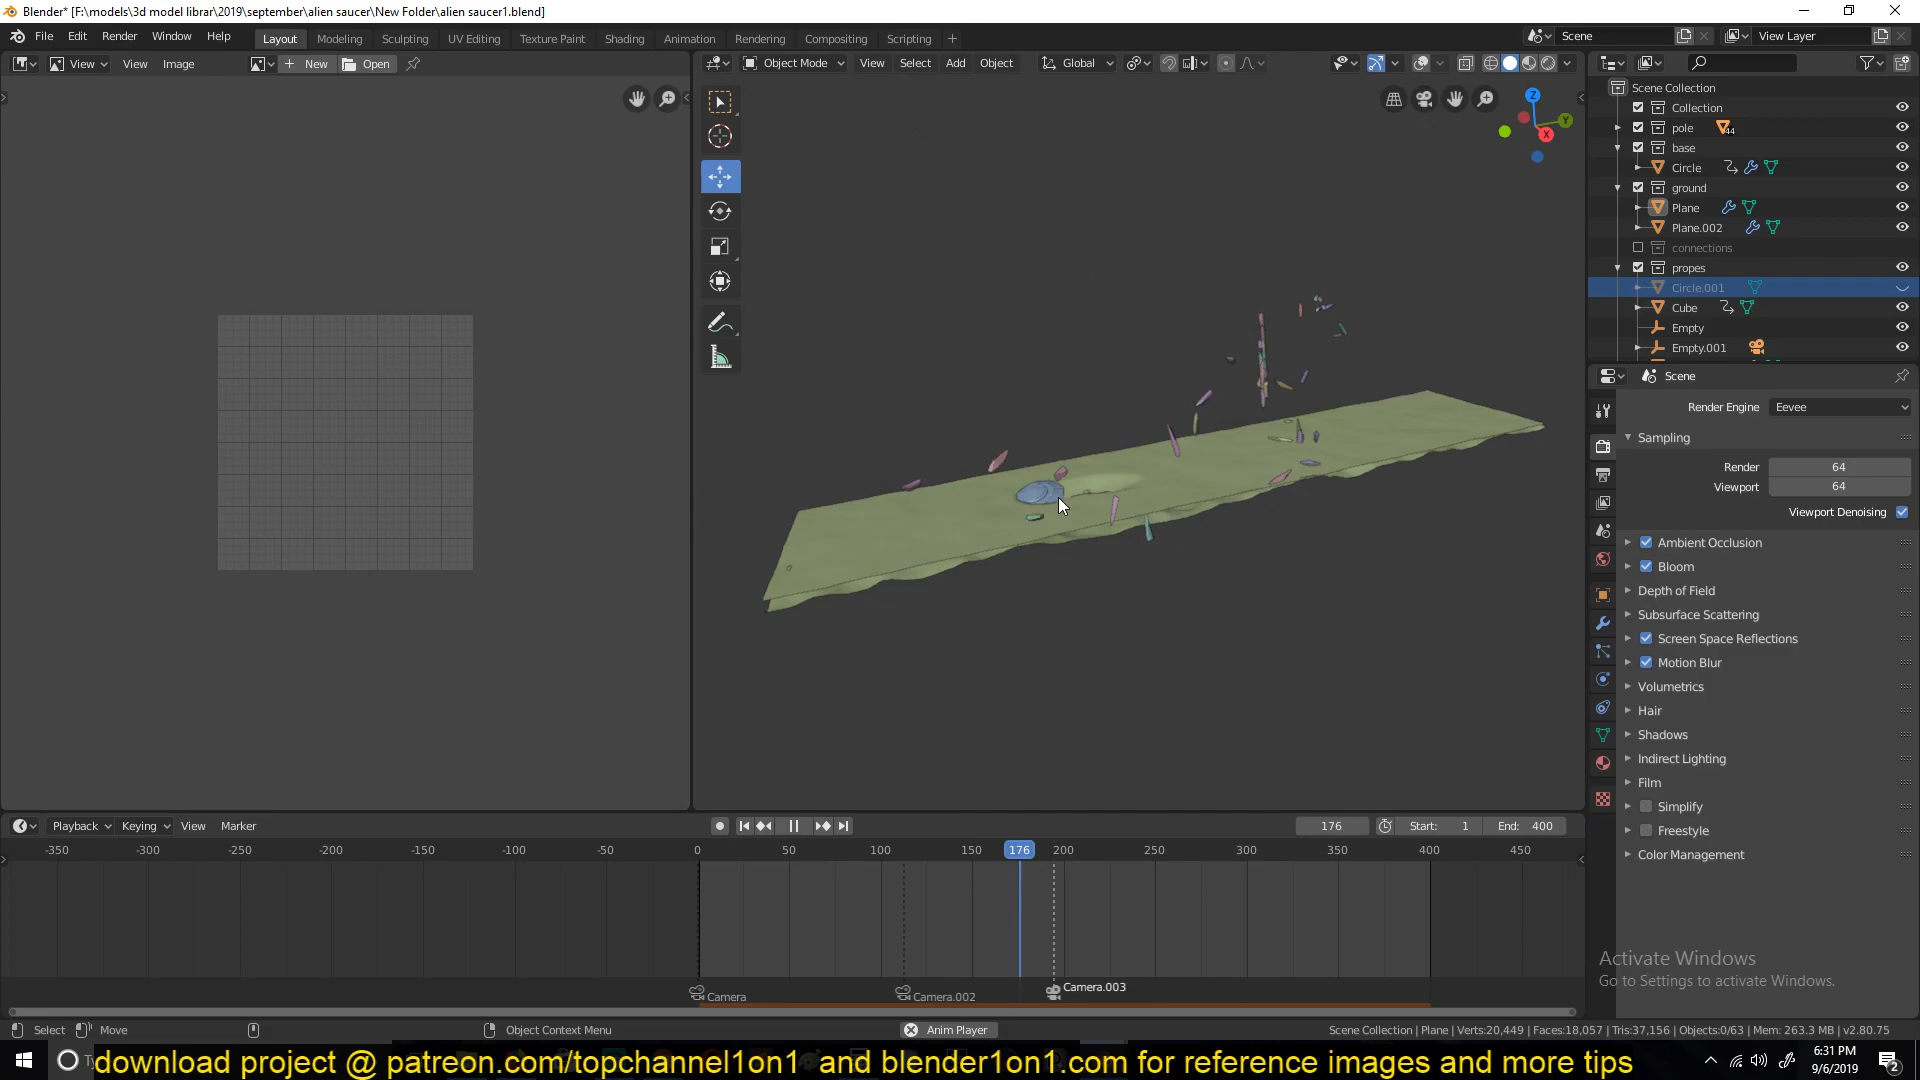 Blender* [F:\models\3d model librar\2019\september\alien saucer\New Folder\alien saucer1.blend]
File Edit Render Window Help Layout Modeling Sculpting UV Editing Texture Paint Shading Animation Rendering Compositing Scripting + Scene View Layer
View View Image New Open Object Mode View Select Add Object Global
Z
Y
X
Scene Collection
Collection
pole 44
base
Circle
ground
Plane
Plane.002
connections
propes
Circle.001
Cube
Empty
Empty.001
Scene
Render Engine Eevee
Sampling
Render 64
Viewport 64
Viewport Denoising
Ambient Occlusion
Bloom
Depth of Field
Subsurface Scattering
Screen Space Reflections
Motion Blur
Volumetrics
Hair
Shadows
Indirect Lighting
Film
Simplify
Freestyle
Color Management
Playback Keying View Marker 176 Start: 1 End: 400
-350 -300 -250 -200 -150 -100 -50 0 50 100 150 176 200 250 300 350 400 450
Camera Camera.002 Camera.003
Activate Windows
Go to Settings to activate Windows.
Select Move Object Context Menu Anim Player Scene Collection | Plane | Verts:20,449 | Faces:18,057 | Tris:37,156 | Objects:0/63 | Mem: 263.3 MB | v2.80.75
download project @ patreon.com/topchannel1on1 and blender1on1.com for reference images and more tips
6:31 PM
9/6/2019
2